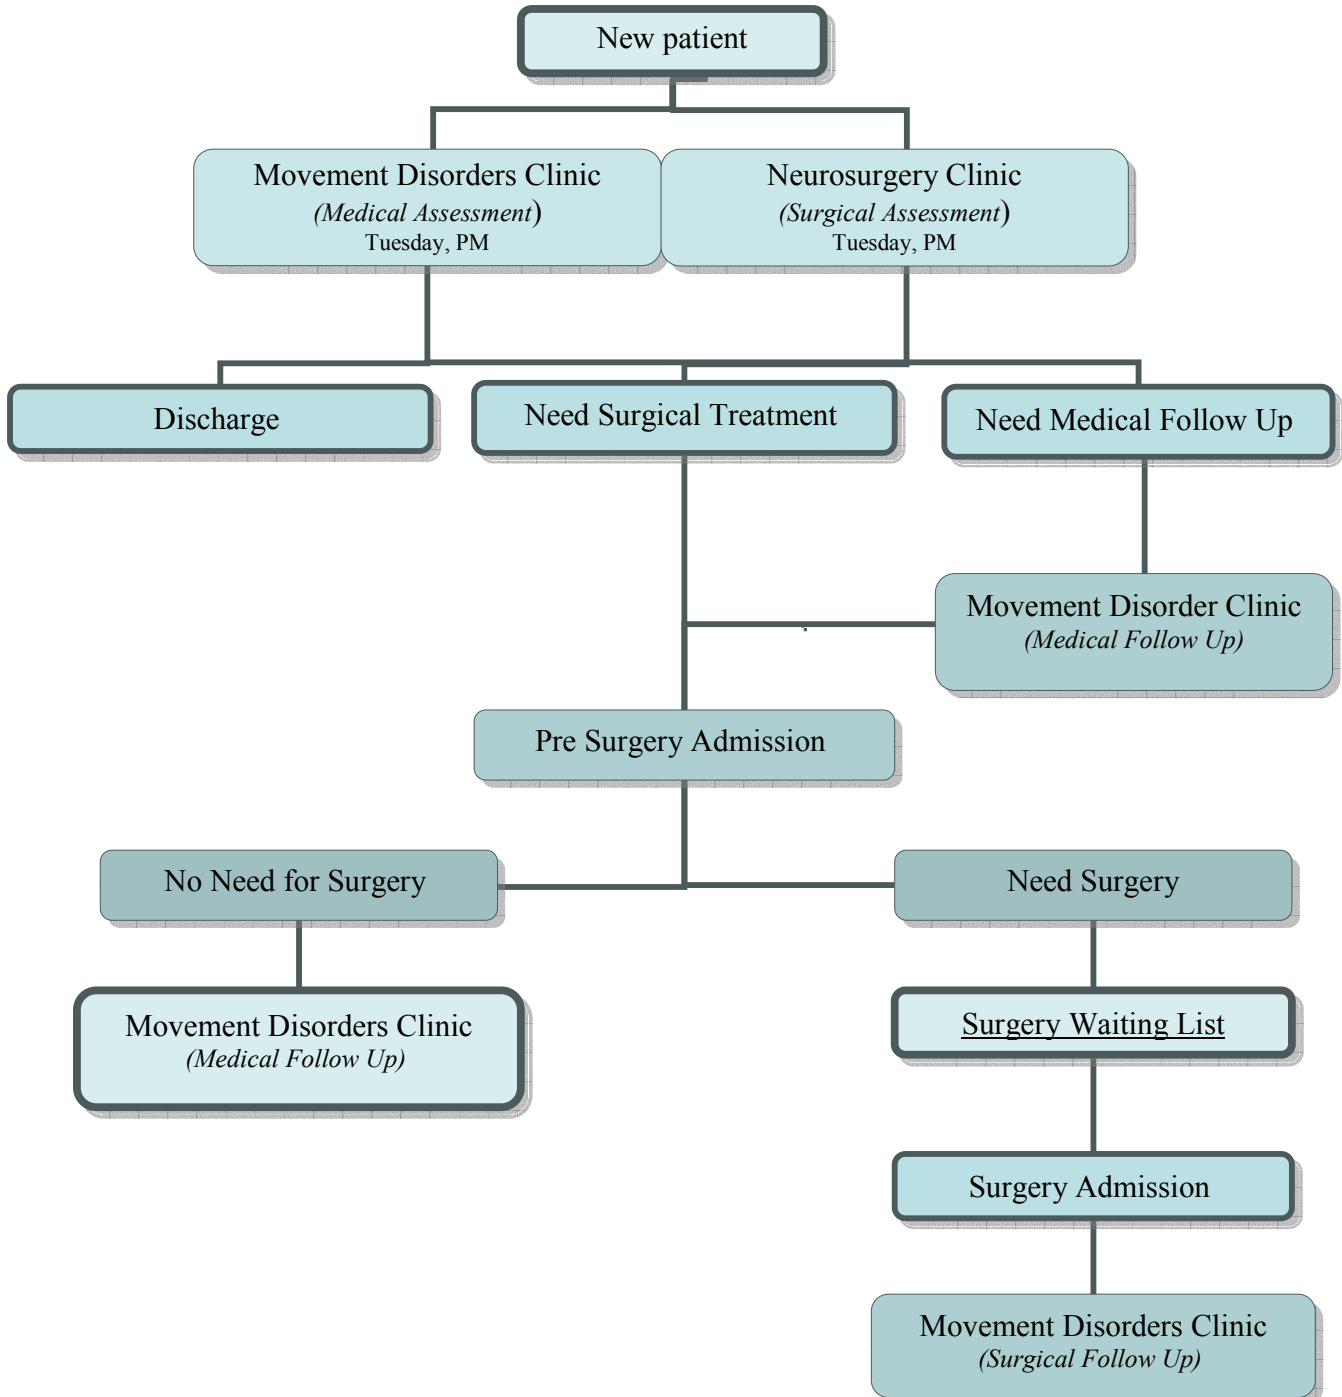 New patient
Movement Disorders Clinic
(Medical Assessment)
Tuesday, PM
Neurosurgery Clinic
(Surgical Assessment)
Tuesday, PM
Discharge
Need Surgical Treatment
Need Medical Follow Up
Movement Disorder Clinic
(Medical Follow Up)
Pre Surgery Admission
No Need for Surgery
Need Surgery
Movement Disorders Clinic
(Medical Follow Up)
Surgery Waiting List
Surgery Admission
Movement Disorders Clinic
(Surgical Follow Up)